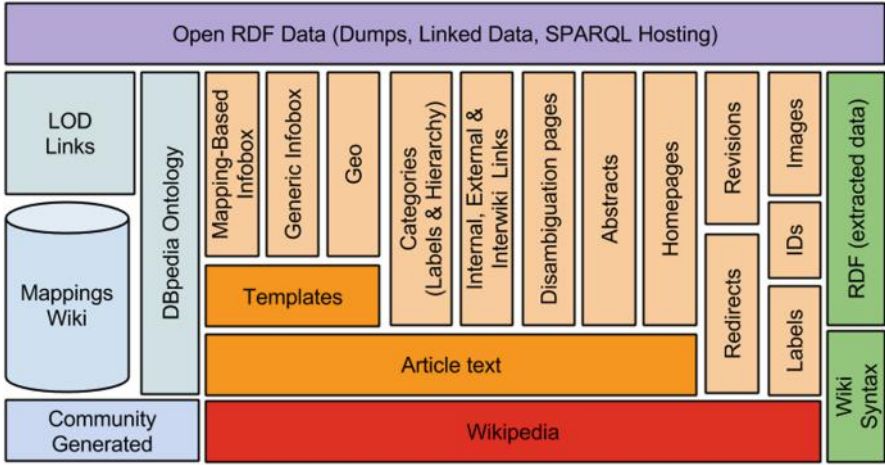 Open RDF Data (Dumps, Linked Data, SPARQL Hosting)
LOD
Links
Mappings
Wiki
Community
Generated
DBpedia Ontology
Mapping-Based
Infobox
Generic Infobox
Geo
Templates
Categories
(Labels & Hierarchy)
Internal, External &
Interwiki Links
Disambiguation pages
Abstracts
Homepages
Article text
Revisions
Redirects
Images
IDs
Labels
Wikipedia
RDF (extracted data)
Wiki
Syntax